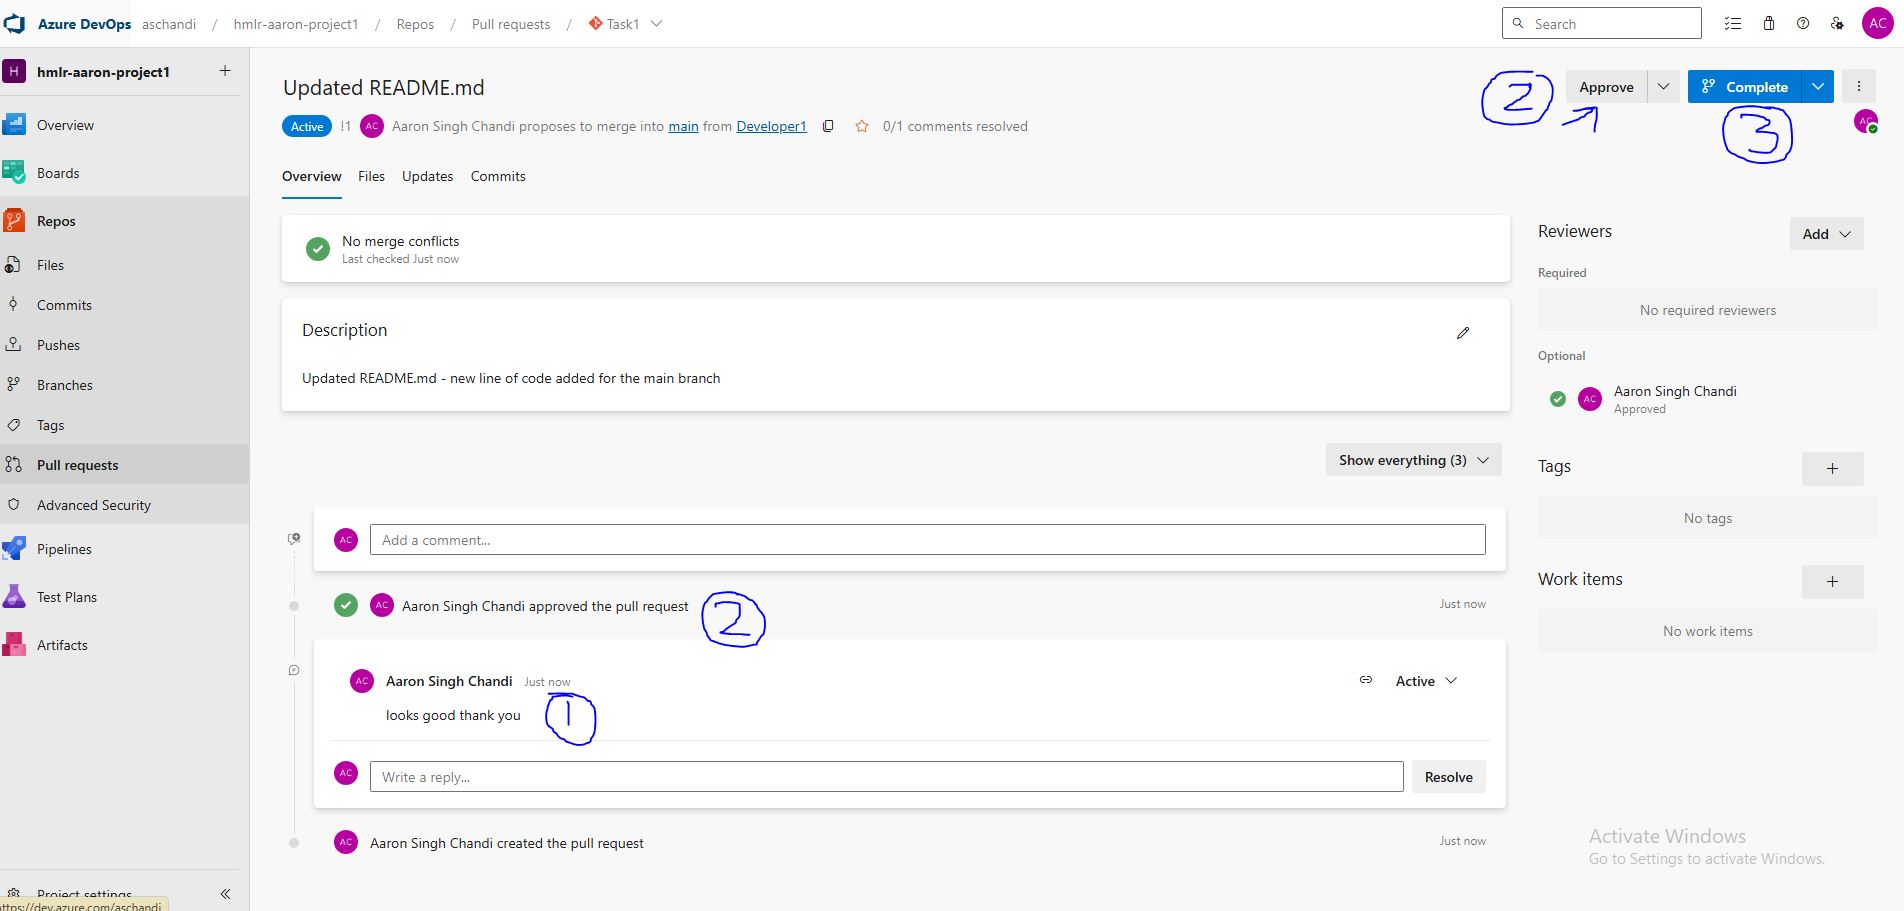 Azure DevOps aschandi / hmlr-aaron-project1 / Repos / Pull requests / Task1
Search
AC
H hmlr-aaron-project1 +
Overview
Boards
Repos
Files
Commits
Pushes
Branches
Tags
Pull requests
Advanced Security
Pipelines
Test Plans
Artifacts
Project settings
https://dev.azure.com/aschandi
Updated README.md
2
Approve
Complete
3
Active !1 AC Aaron Singh Chandi proposes to merge into main from Developer1 0/1 comments resolved
AC
Overview Files Updates Commits
No merge conflicts
Last checked Just now
Description
Updated README.md - new line of code added for the main branch
Show everything (3)
AC Add a comment...
AC Aaron Singh Chandi approved the pull request
2
Just now
AC Aaron Singh Chandi Just now
Active
looks good thank you
1
AC Write a reply...
Resolve
AC Aaron Singh Chandi created the pull request
Just now
Reviewers
Add
Required
No required reviewers
Optional
AC Aaron Singh Chandi
Approved
Tags
+
No tags
Work items
+
No work items
Activate Windows
Go to Settings to activate Windows.